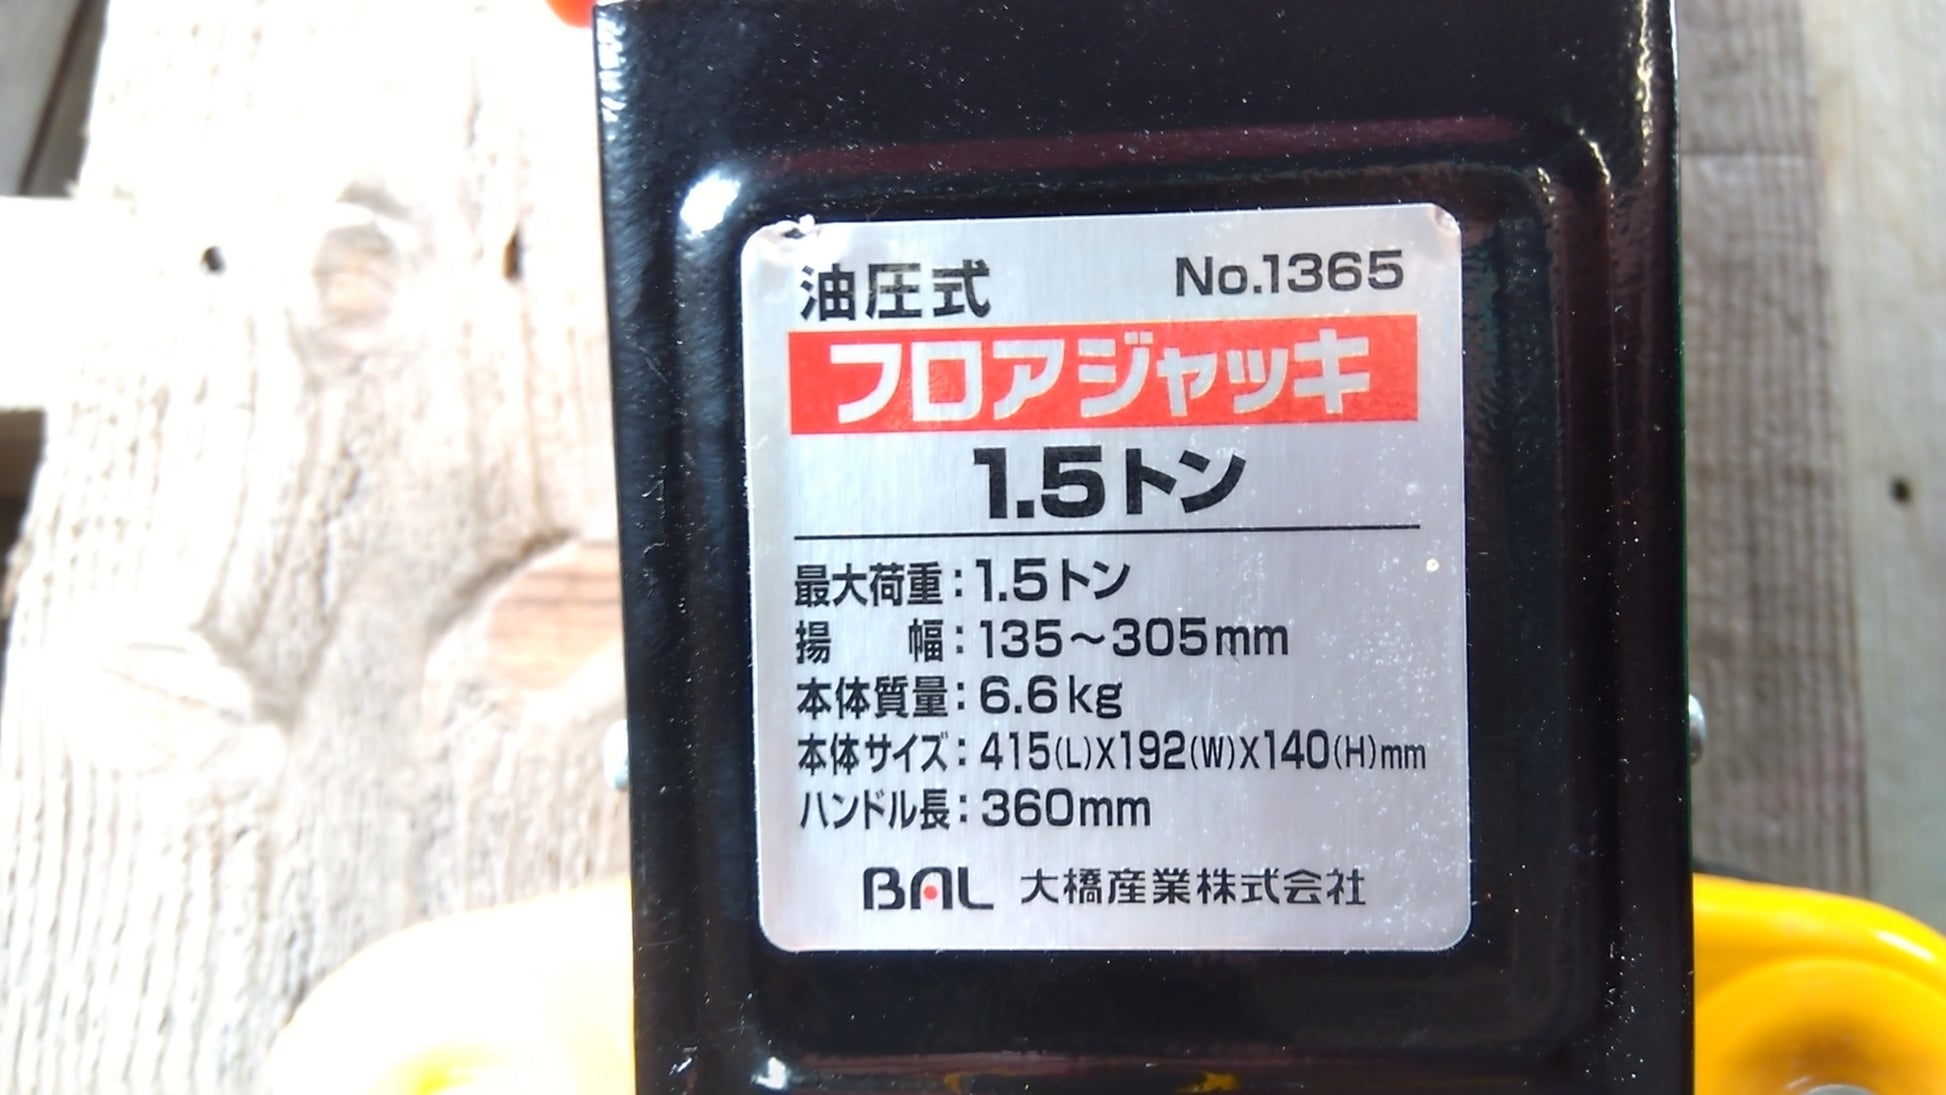 油圧式 No.1365
フロアジャッキ
1.5トン
最大荷重：1.5トン
揚　　幅：135～305mm
本体質量：6.6kg
本体サイズ：415(L)X192(W)X140(H)mm
ハンドル長：360mm
BAL 大橋産業株式会社